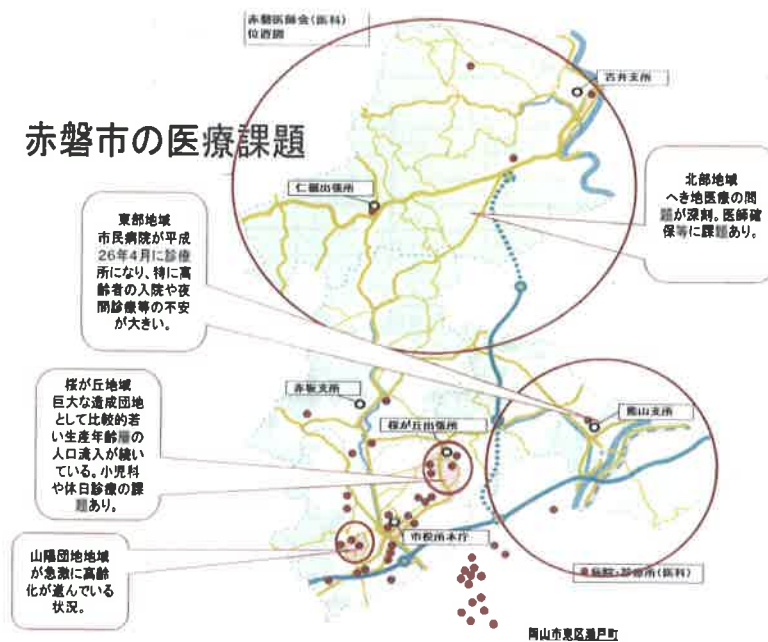 赤磐医師会(医科)
位置図
赤磐市の医療課題
吉井支所
仁堀出張所
北部地域
へき地医療の問
題が深刻。医師確
保等に課題あり。
東部地域
市民病院が平成
26年4月に診療
所になり、特に高
齢者の入院や夜
間診療等の不安
が大きい。
赤坂支所
熊山支所
桜が丘地域
巨大な造成団地
として比較的若
い生産年齢層の
人口流入が続い
ている。小児科
や休日診療の課
題あり。
桜が丘出張所
市役所本庁
山陽団地地域
が急激に高齢
化が進んでいる
状況。
病院・診療所(医科)
岡山市東区瀬戸町